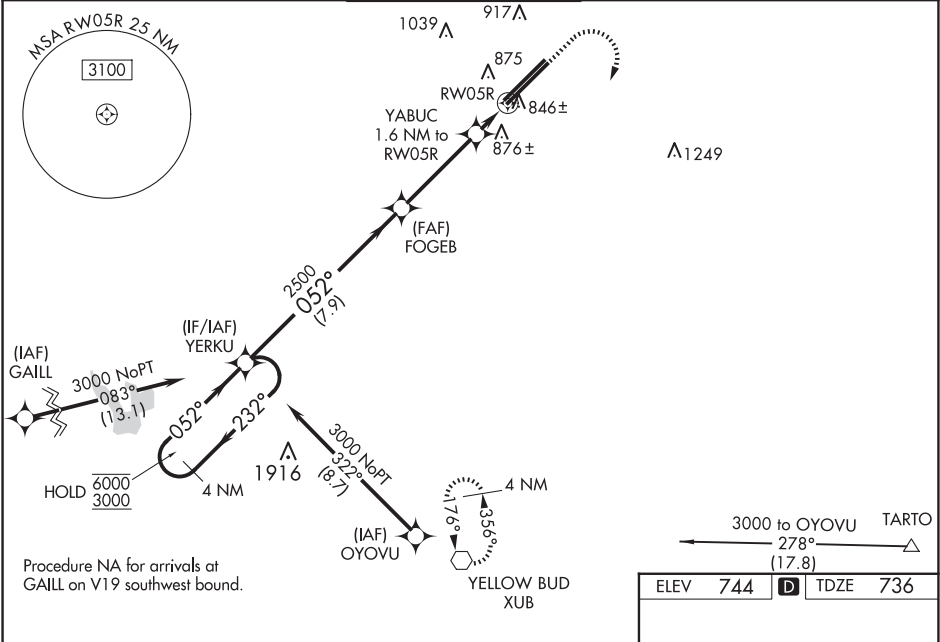 MSA RW05R 25 NM
3100
1039
917
875
RW05R
846±
YABUC
1.6 NM to
RW05R
876±
1249
(FAF)
FOGEB
2500
052°
(7.9)
(IF/IAF)
YERKU
(IAF)
GAILL
3000 NoPT
083°
(13.1)
052°
232°
HOLD 6000
3000
4 NM
1916
3000 NoPT
322°
(8.7)
(IAF)
OYOVU
4 NM
176°
356°
YELLOW BUD
XUB
3000 to OYOVU
278°
(17.8)
TARTO
Procedure NA for arrivals at
GAILL on V19 southwest bound.
ELEV 744 D TDZE 736